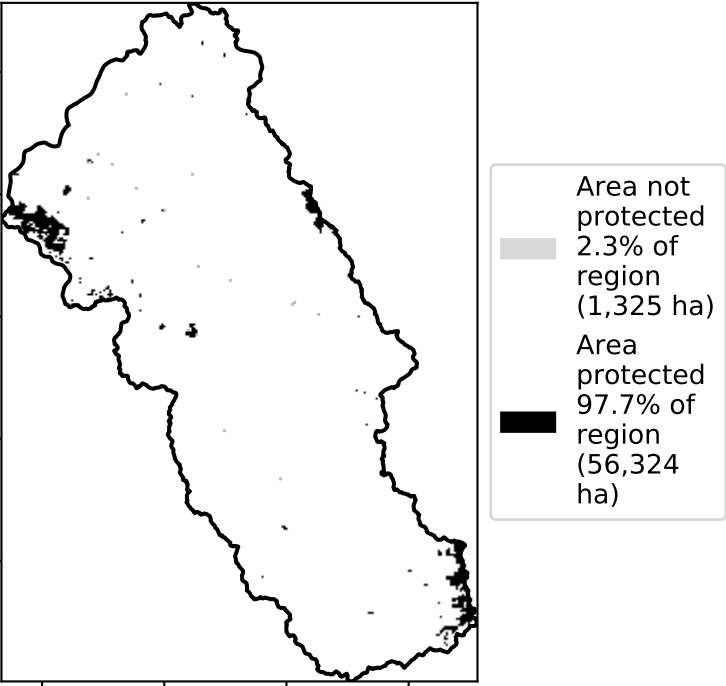 Area not
protected
2.3% of
region
(1,325 ha)
Area
protected
97.7% of
region
(56,324
ha)